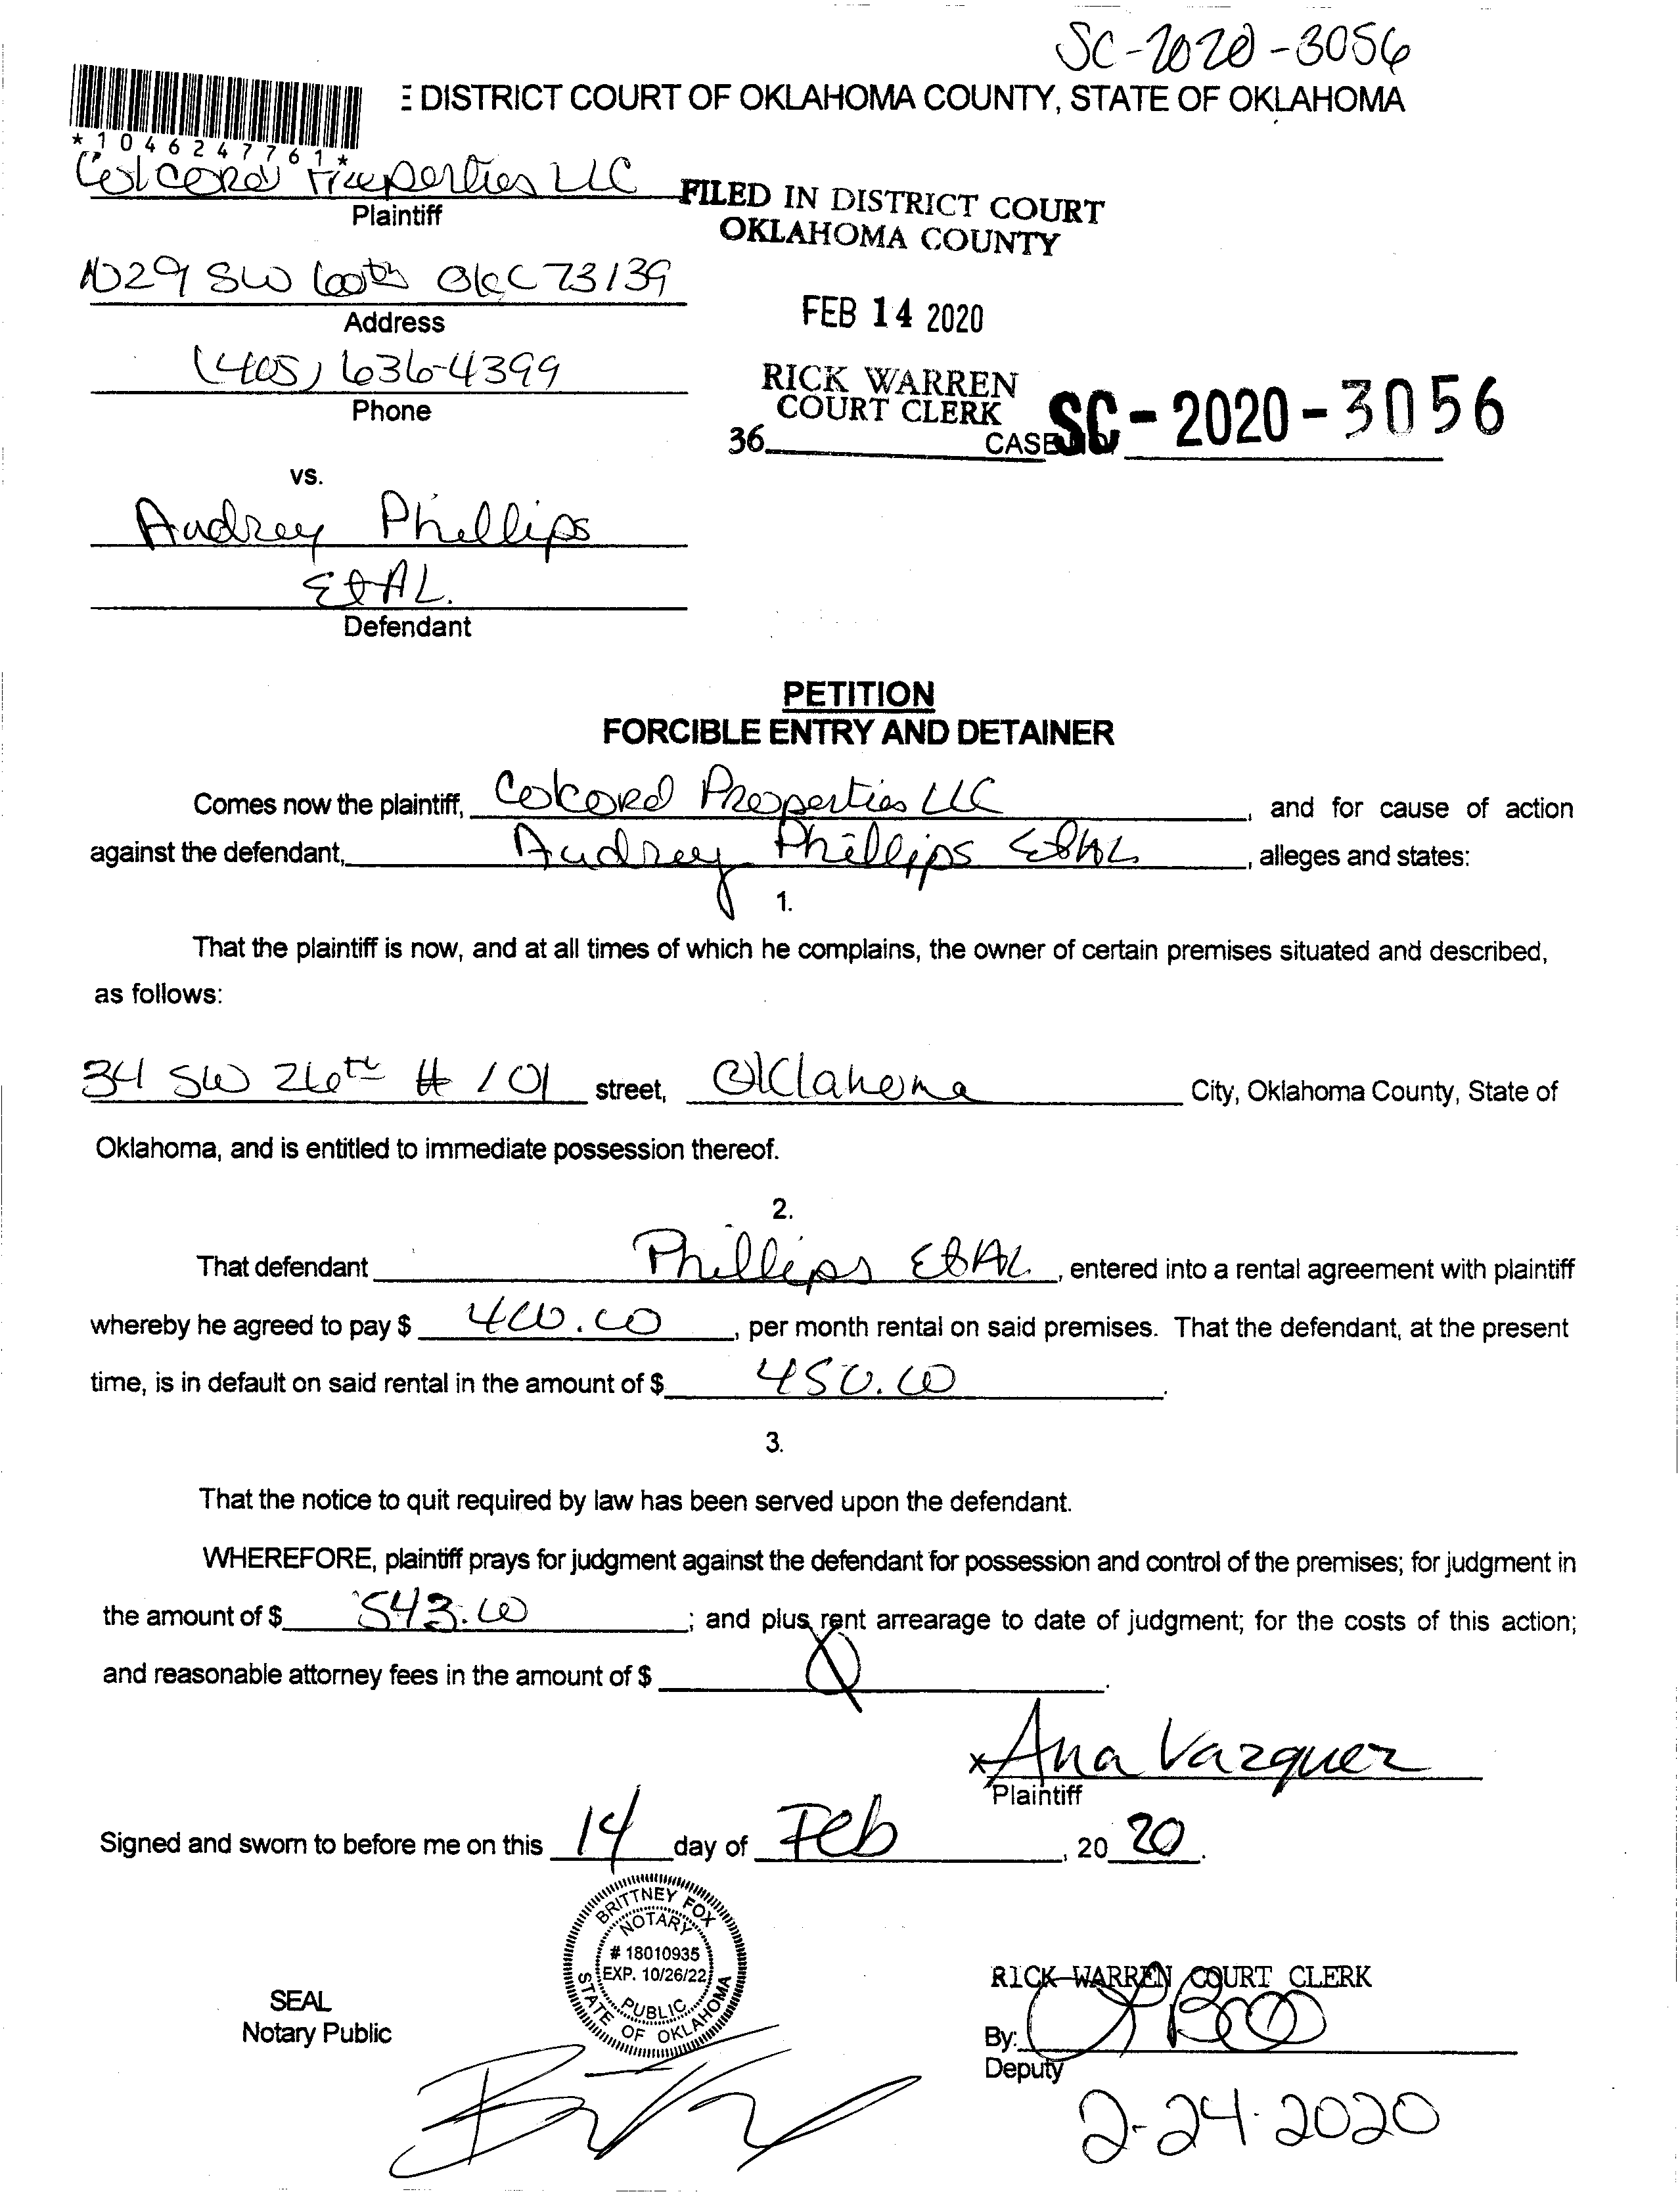 SC-2020-3056
E DISTRICT COURT OF OKLAHOMA COUNTY, STATE OF OKLAHOMA
*1046247761*
Colcord Properties LLC
Plaintiff
FILED IN DISTRICT COURT
OKLAHOMA COUNTY
SW OKC 73139
Address
FEB 14 2020
(405) 636-4399
Phone
RICK WARREN
COURT CLERK
36
CASE SC-2020-3056
vs.
Audrey Phillips
Et AL.
Defendant
PETITION
FORCIBLE ENTRY AND DETAINER
Comes now the plaintiff, Colcord Properties LLC, and for cause of action
against the defendant, Audrey Phillips Et AL, alleges and states:
1.
That the plaintiff is now, and at all times of which he complains, the owner of certain premises situated and described,
as follows:
34 SW 26th # 101 street, Oklahoma City, Oklahoma County, State of
Oklahoma, and is entitled to immediate possession thereof.
2.
That defendant Phillips Et AL, entered into a rental agreement with plaintiff
whereby he agreed to pay $ 400.00, per month rental on said premises. That the defendant, at the present
time, is in default on said rental in the amount of $ 450.00.
3.
That the notice to quit required by law has been served upon the defendant.
WHEREFORE, plaintiff prays for judgment against the defendant for possession and control of the premises; for judgment in
the amount of $ 543.00; and plus rent arrearage to date of judgment; for the costs of this action;
and reasonable attorney fees in the amount of $ 0.
x Ana Vazquez
Plaintiff
Signed and sworn to before me on this 14 day of Feb, 20 20.
BRITTNEY FOX
NOTARY
# 18010935
EXP. 10/26/22
PUBLIC
STATE OF OKLAHOMA
SEAL
Notary Public
RICK WARREN COURT CLERK
By:
Deputy
2-24-2020